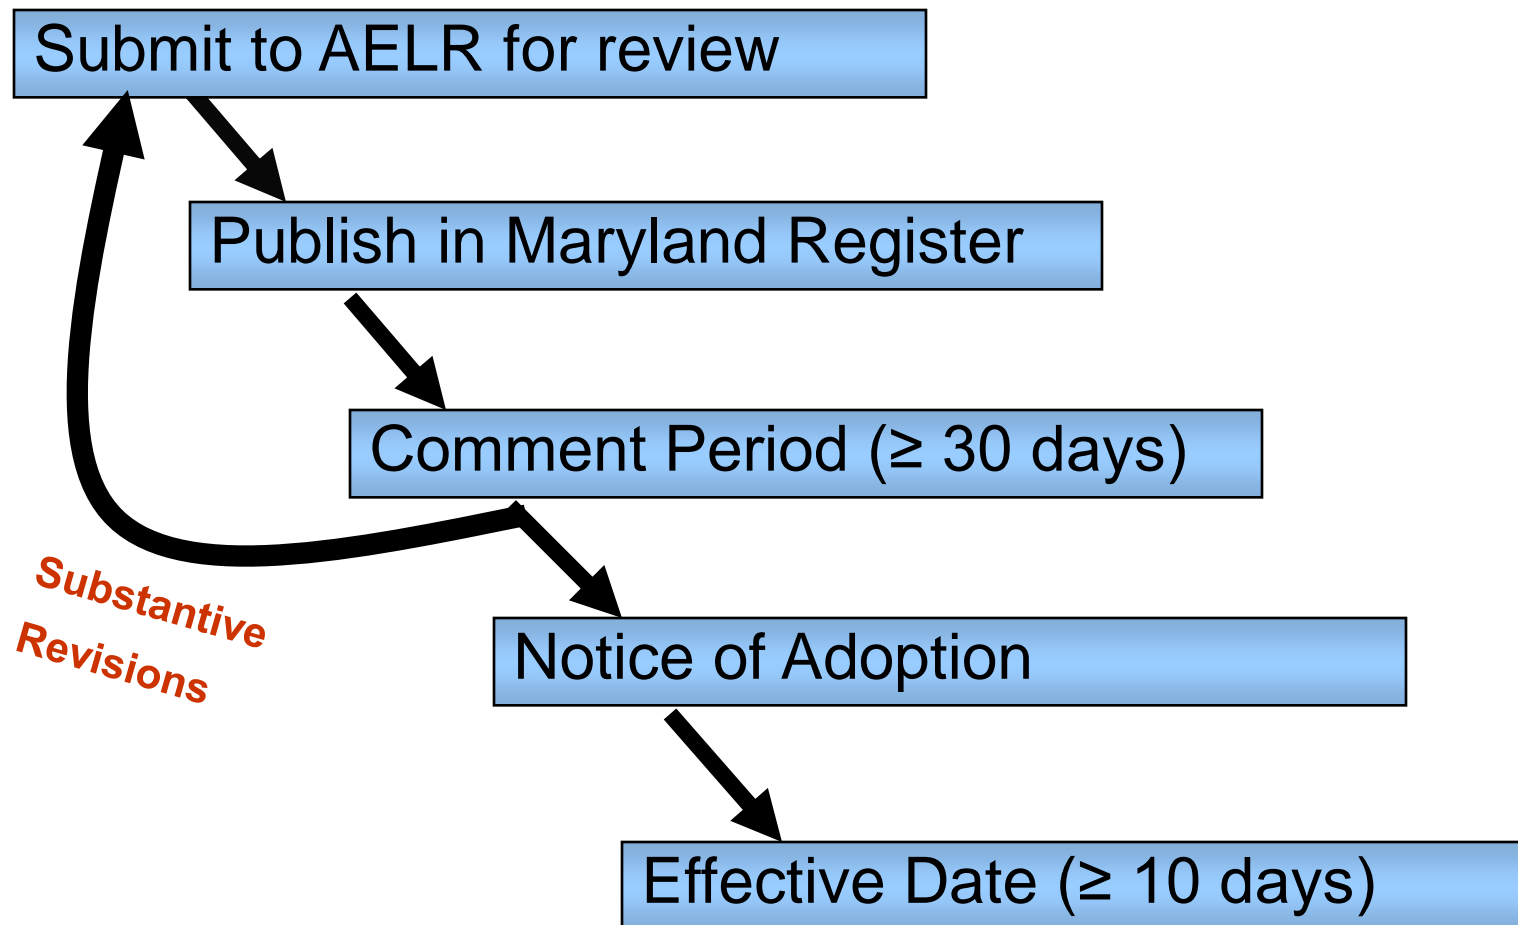 Submit to AELR for review
Publish in Maryland Register
Comment Period (≥ 30 days)
Substantive
Revisions
Notice of Adoption
Effective Date (≥ 10 days)